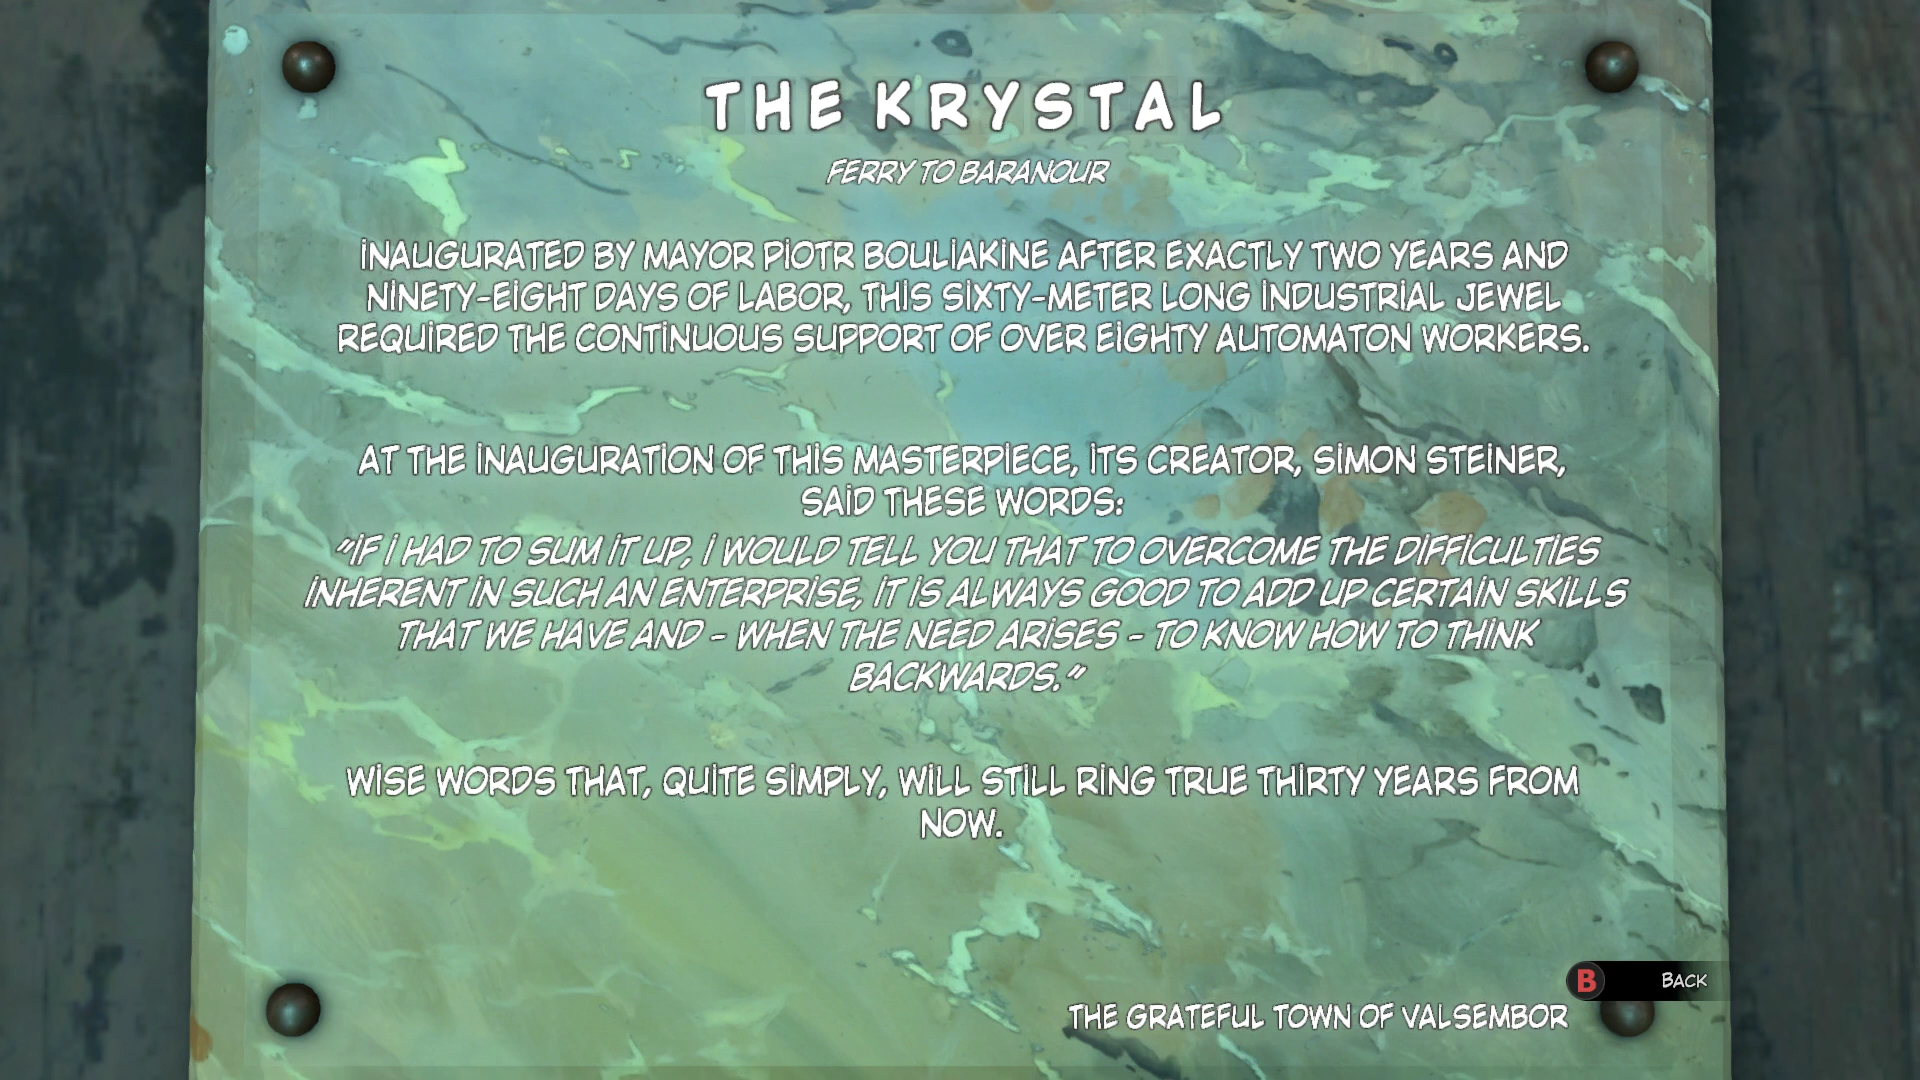 THE KRYSTAL
FERRY TO BARANOUR
INAUGURATED BY MAYOR PIOTR BOULIAKINE AFTER EXACTLY TWO YEARS AND
NINETY-EIGHT DAYS OF LABOR, THIS SIXTY-METER LONG INDUSTRIAL JEWEL
REQUIRED THE CONTINUOUS SUPPORT OF OVER EIGHTY AUTOMATON WORKERS.
AT THE INAUGURATION OF THIS MASTERPIECE, ITS CREATOR, SIMON STEINER,
SAID THESE WORDS:
"IF I HAD TO SUM IT UP, I WOULD TELL YOU THAT TO OVERCOME THE DIFFICULTIES
INHERENT IN SUCH AN ENTERPRISE, IT IS ALWAYS GOOD TO ADD UP CERTAIN SKILLS
THAT WE HAVE AND - WHEN THE NEED ARISES - TO KNOW HOW TO THINK
BACKWARDS."
WISE WORDS THAT, QUITE SIMPLY, WILL STILL RING TRUE THIRTY YEARS FROM
NOW.
B BACK
THE GRATEFUL TOWN OF VALSEMBOR